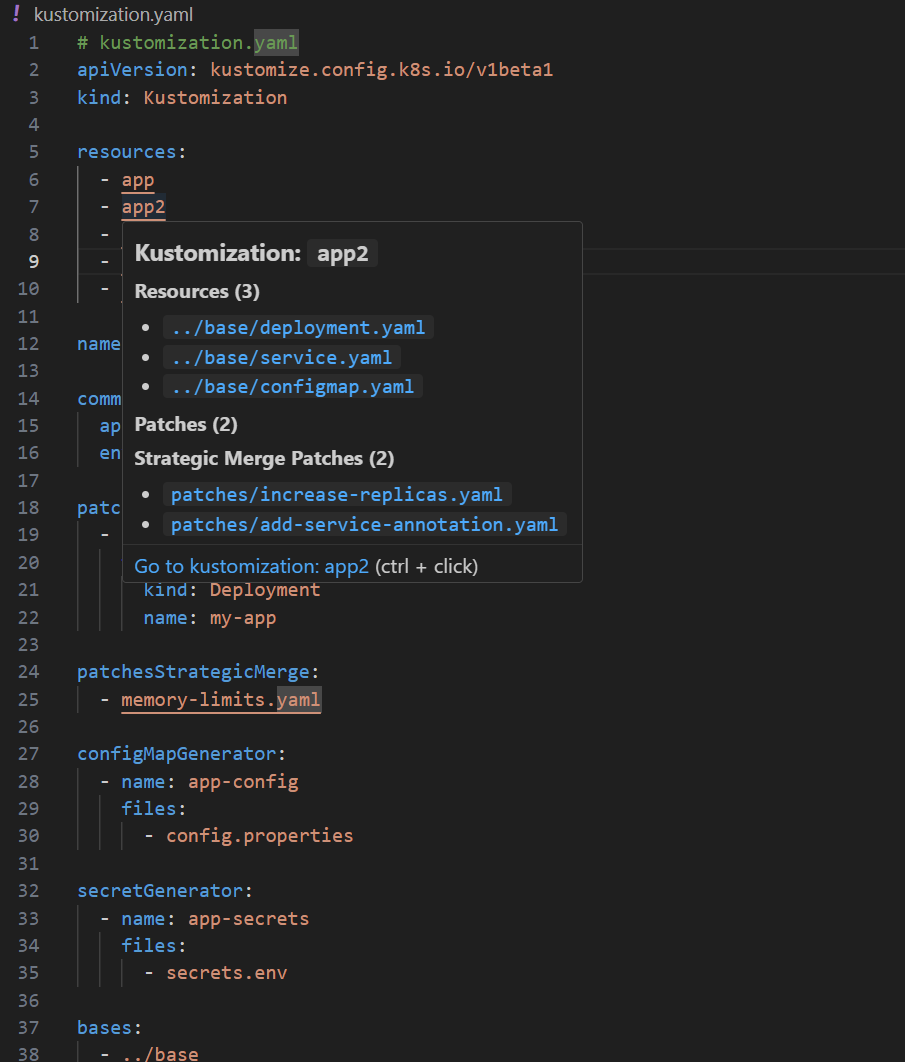 ! kustomization.yaml
1 # kustomization.yaml
2 apiVersion: kustomize.config.k8s.io/v1beta1
3 kind: Kustomization
4
5 resources:
6 - app
7 - app2
8 -
9 -
10 -
Kustomization: app2
Resources (3)
• ../base/deployment.yaml
• ../base/service.yaml
• ../base/configmap.yaml
Patches (2)
Strategic Merge Patches (2)
• patches/increase-replicas.yaml
• patches/add-service-annotation.yaml
Go to kustomization: app2 (ctrl + click)
11
12 name
13
14 comm
15 ap
16 en
17
18 patc
19 -
20
21 kind: Deployment
22 name: my-app
23
24 patchesStrategicMerge:
25 - memory-limits.yaml
26
27 configMapGenerator:
28 - name: app-config
29 files:
30 - config.properties
31
32 secretGenerator:
33 - name: app-secrets
34 files:
35 - secrets.env
36
37 bases:
38 - ../base